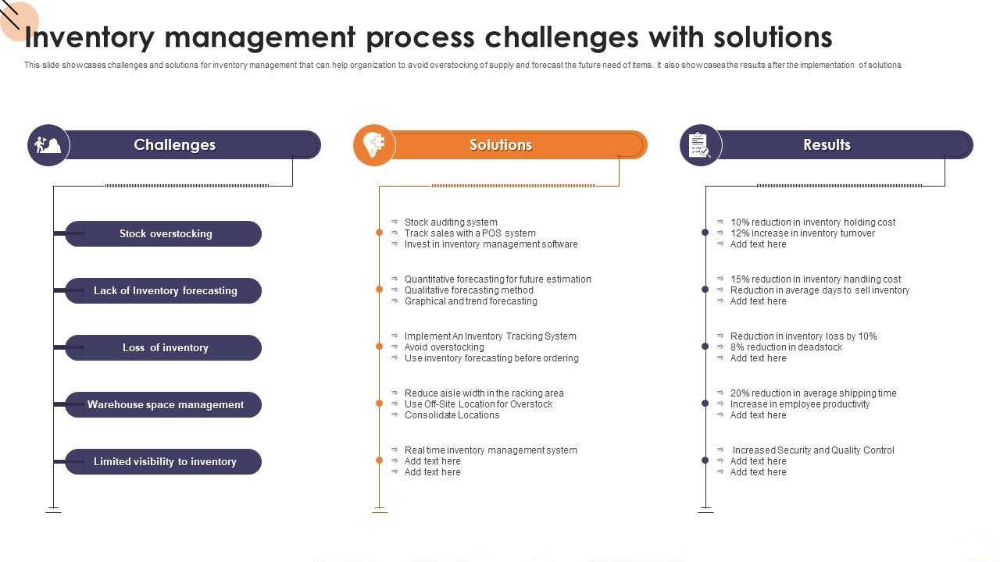 Inventory management process challenges with solutions
This slide showcases challenges and solutions for inventory management that can help organization to avoid overstocking of supply and forecast the future need of items. It also showcases the results after the implementation of solutions
Challenges
Stock overstocking
Lack of Inventory forecasting
Loss of inventory
Warehouse space management
Limited visibility to inventory
Solutions
⇒ Stock auditing system
⇒ Track sales with a POS system
⇒ Invest in inventory management software
⇒ Quantitative forecasting for future estimation
⇒ Qualitative forecasting method
⇒ Graphical and trend forecasting
⇒ Implement An Inventory Tracking System
⇒ Avoid overstocking
⇒ Use inventory forecasting before ordering
⇒ Reduce aisle width in the racking area
⇒ Use Off-Site Location for Overstock
⇒ Consolidate Locations
⇒ Real time inventory management system
⇒ Add text here
⇒ Add text here
Results
⇒ 10% reduction in inventory holding cost
⇒ 12% increase in inventory turnover
⇒ Add text here
⇒ 15% reduction in inventory handling cost
⇒ Reduction in average days to sell inventory
⇒ Add text here
⇒ Reduction in inventory loss by 10%
⇒ 8% reduction in deadstock
⇒ Add text here
⇒ 20% reduction in average shipping time
⇒ Increase in employee productivity
⇒ Add text here
⇒ Increased Security and Quality Control
⇒ Add text here
⇒ Add text here